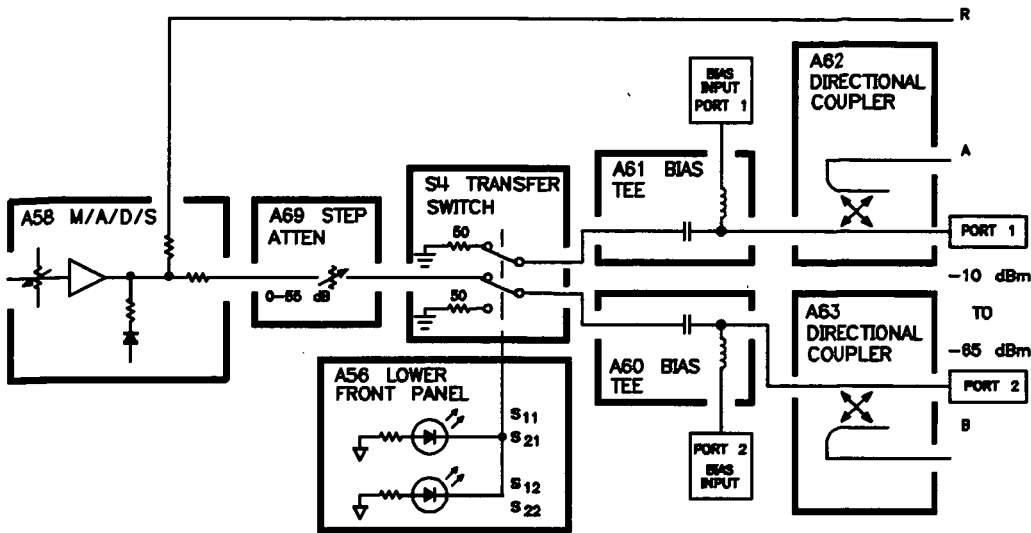 R
A62
DIRECTIONAL
COUPLER
BIAS
INPUT
PORT 1
A
A61 BIAS
TEE
S4 TRANSFER
SWITCH
A58 M/A/D/S
A69 STEP
ATTEN
50
PORT 1
0-55 dB
-10 dBm
50
A63
DIRECTIONAL
COUPLER
TO
-65 dBm
A56 LOWER
FRONT PANEL
A60 BIAS
TEE
PORT 2
S11
S21
B
PORT 2
BIAS
INPUT
S12
S22